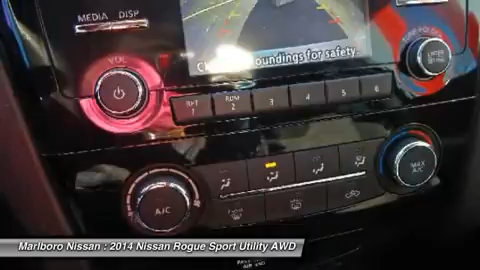 MEDIA DISP
surroundings for safety.
VOL
ENTER
RPT 1 RDM 2 3 4 5 6
MAX A/C
A/C
Marlboro Nissan : 2014 Nissan Rogue Sport Utility AWD